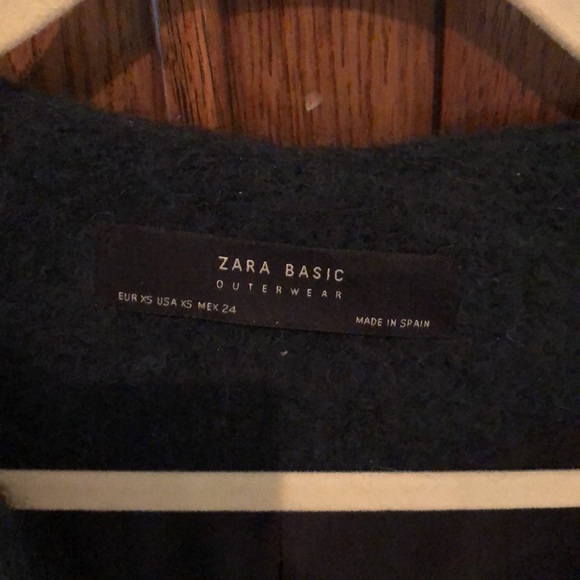 ZARA BASIC
OUTERWEAR
EUR XS USA XS MEX 24
MADE IN SPAIN